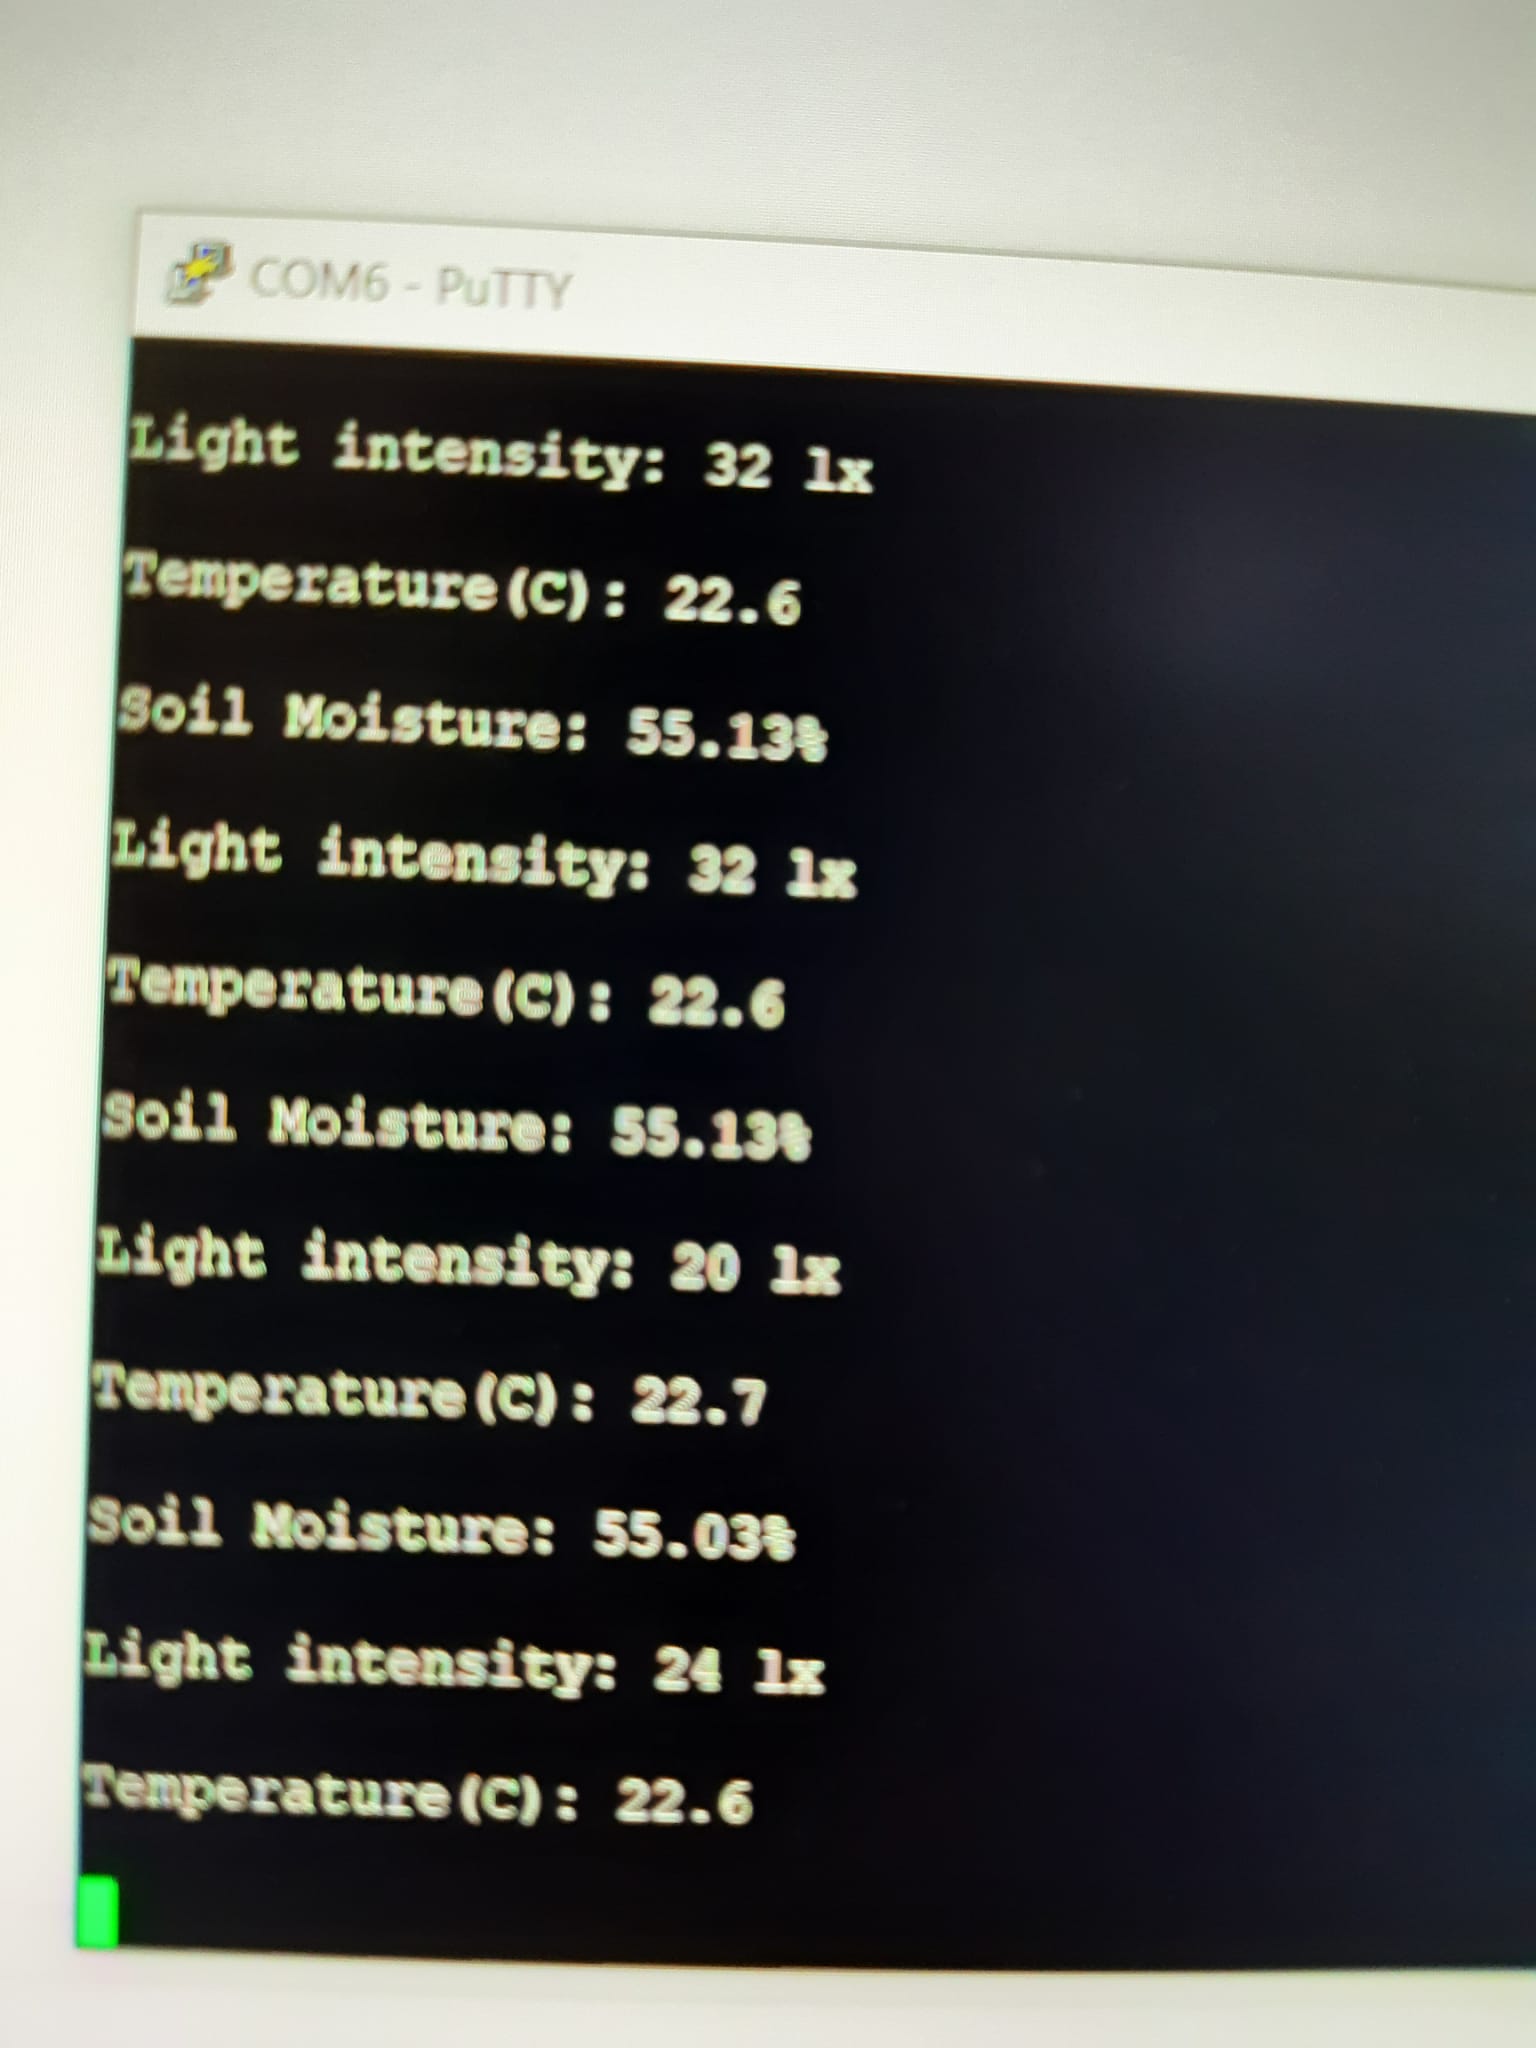 COM6 - PuTTY
Light intensity: 32 lx
Temperature(C): 22.6
Soil Moisture: 55.13%
Light intensity: 32 lx
Temperature(C): 22.6
Soil Moisture: 55.13%
Light intensity: 20 lx
Temperature(C): 22.7
Soil Moisture: 55.03%
Light intensity: 24 lx
Temperature(C): 22.6